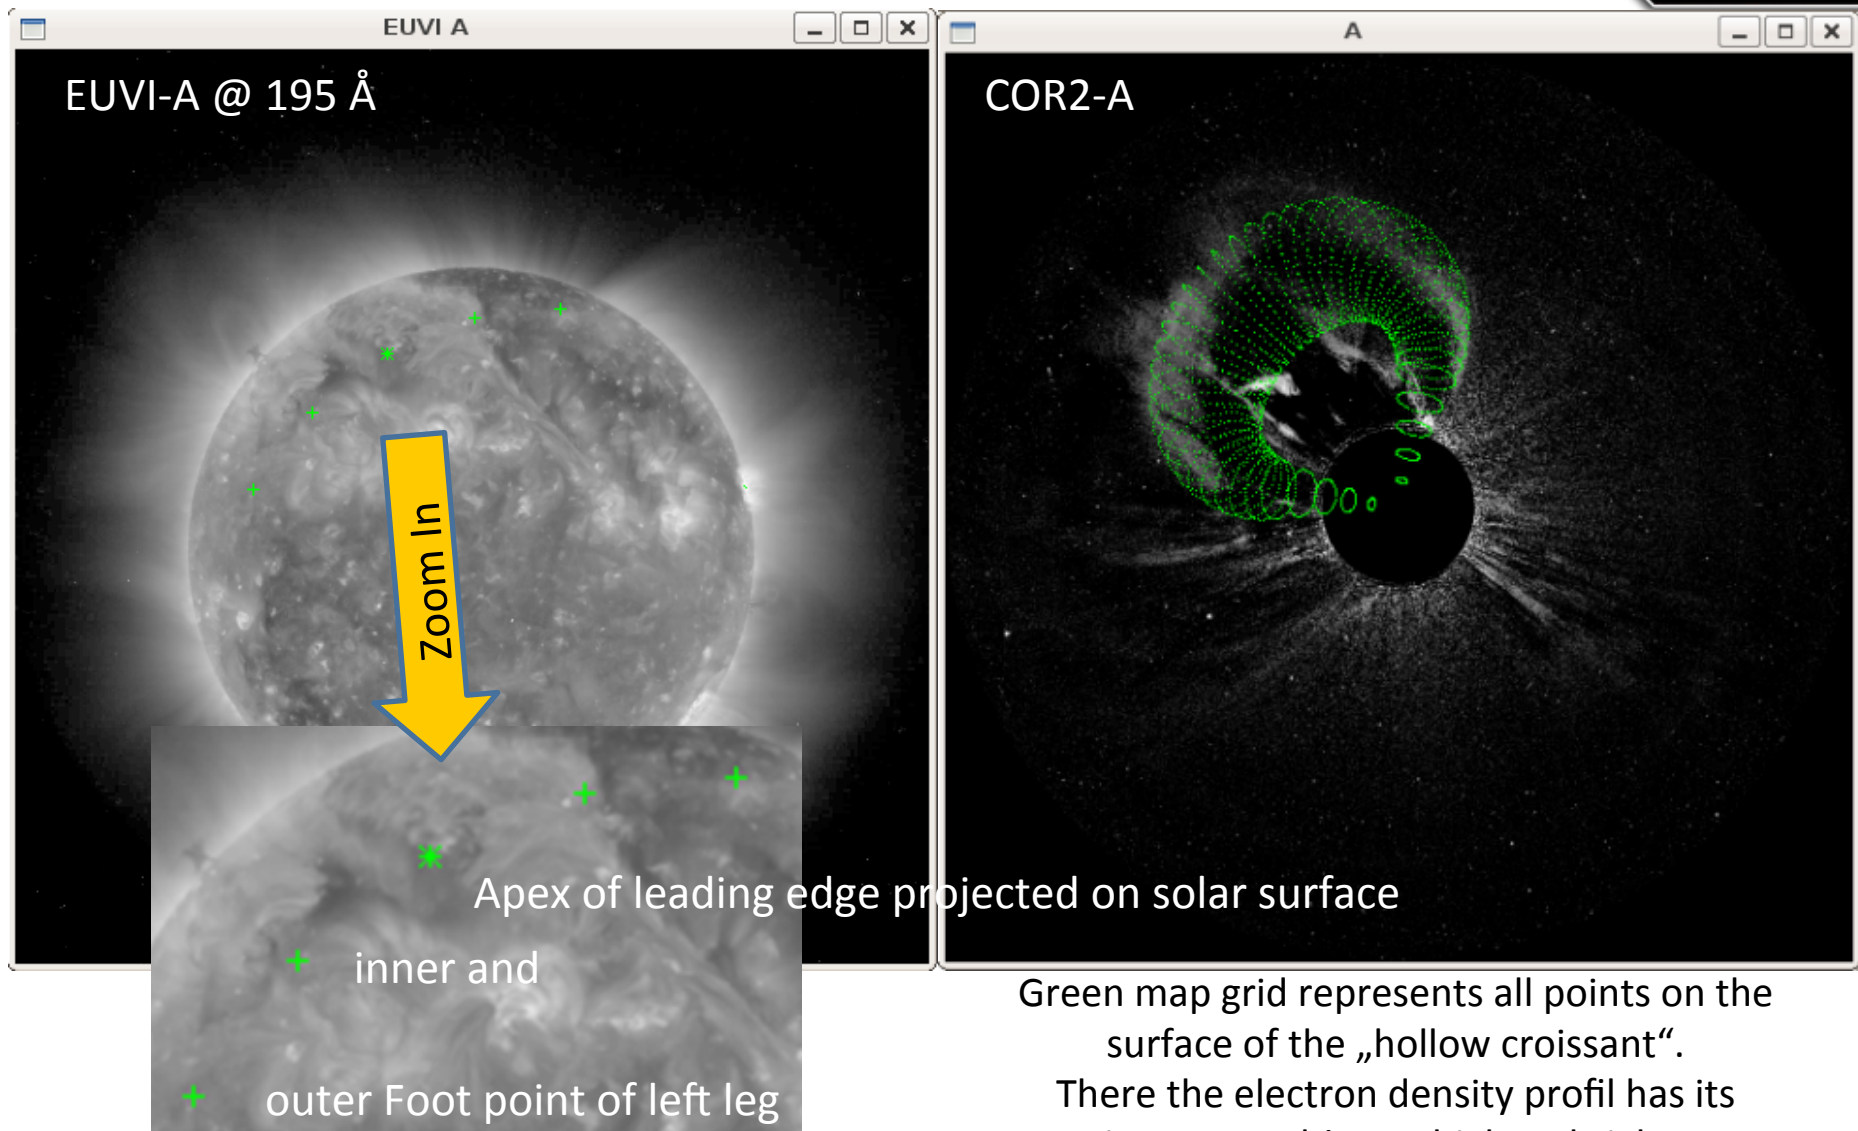 EUVI A
EUVI-A @ 195 Å
Zoom In
A
COR2-A
Apex of leading edge projected on solar surface
inner and
outer Foot point of left leg
Green map grid represents all points on the
surface of the „hollow croissant“.
There the electron density profil has its